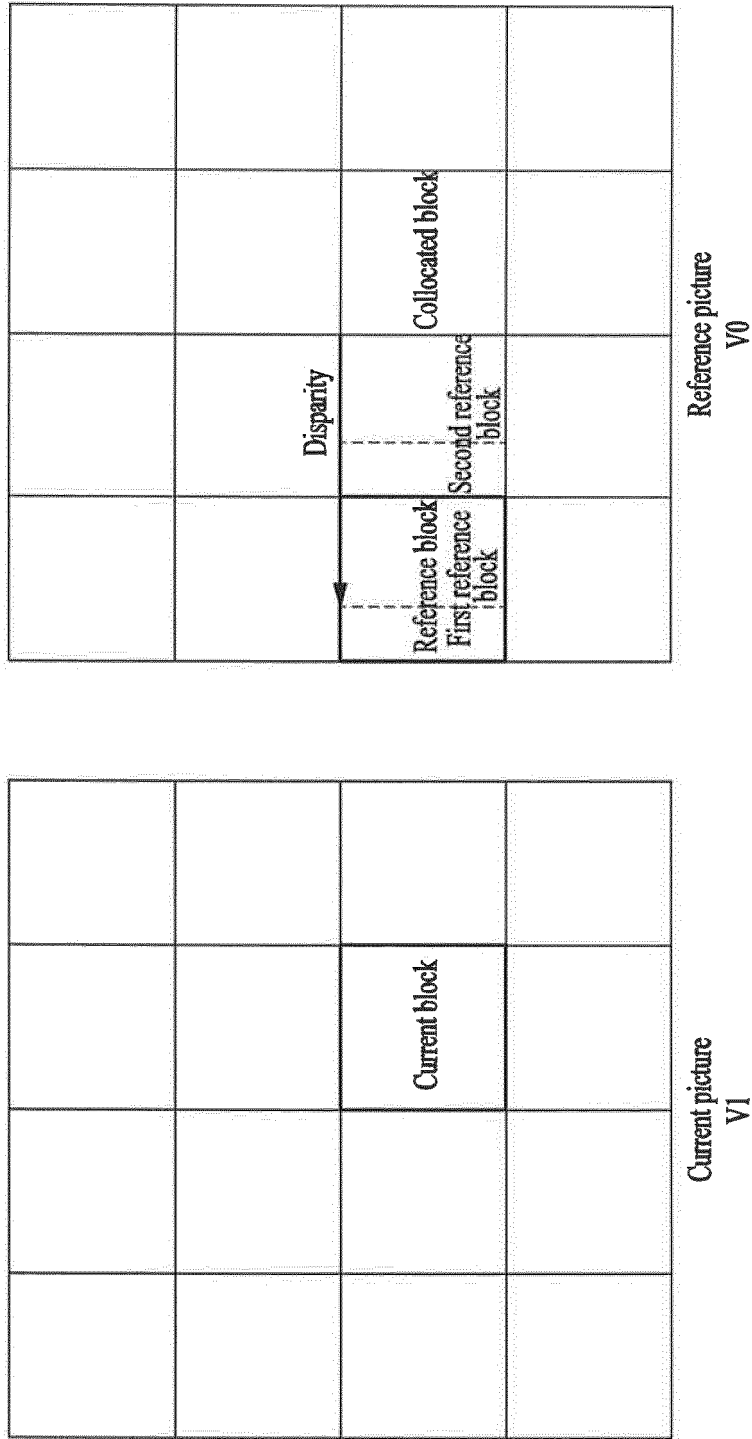 Current block
Current picture
V1
Disparity
Reference block
First reference
block
Second reference
block
Collocated block
Reference picture
V0